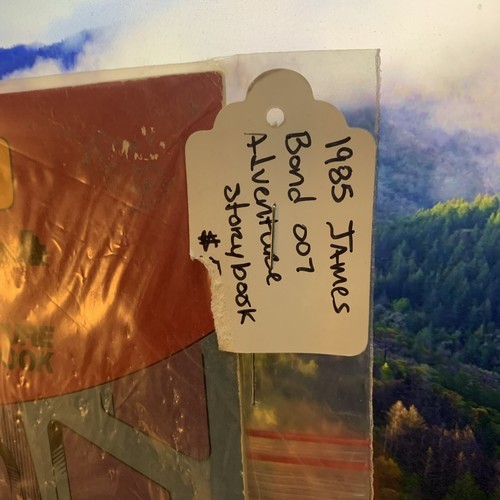 1985 JAMES
Bond 007
Adventure
Storybook
$